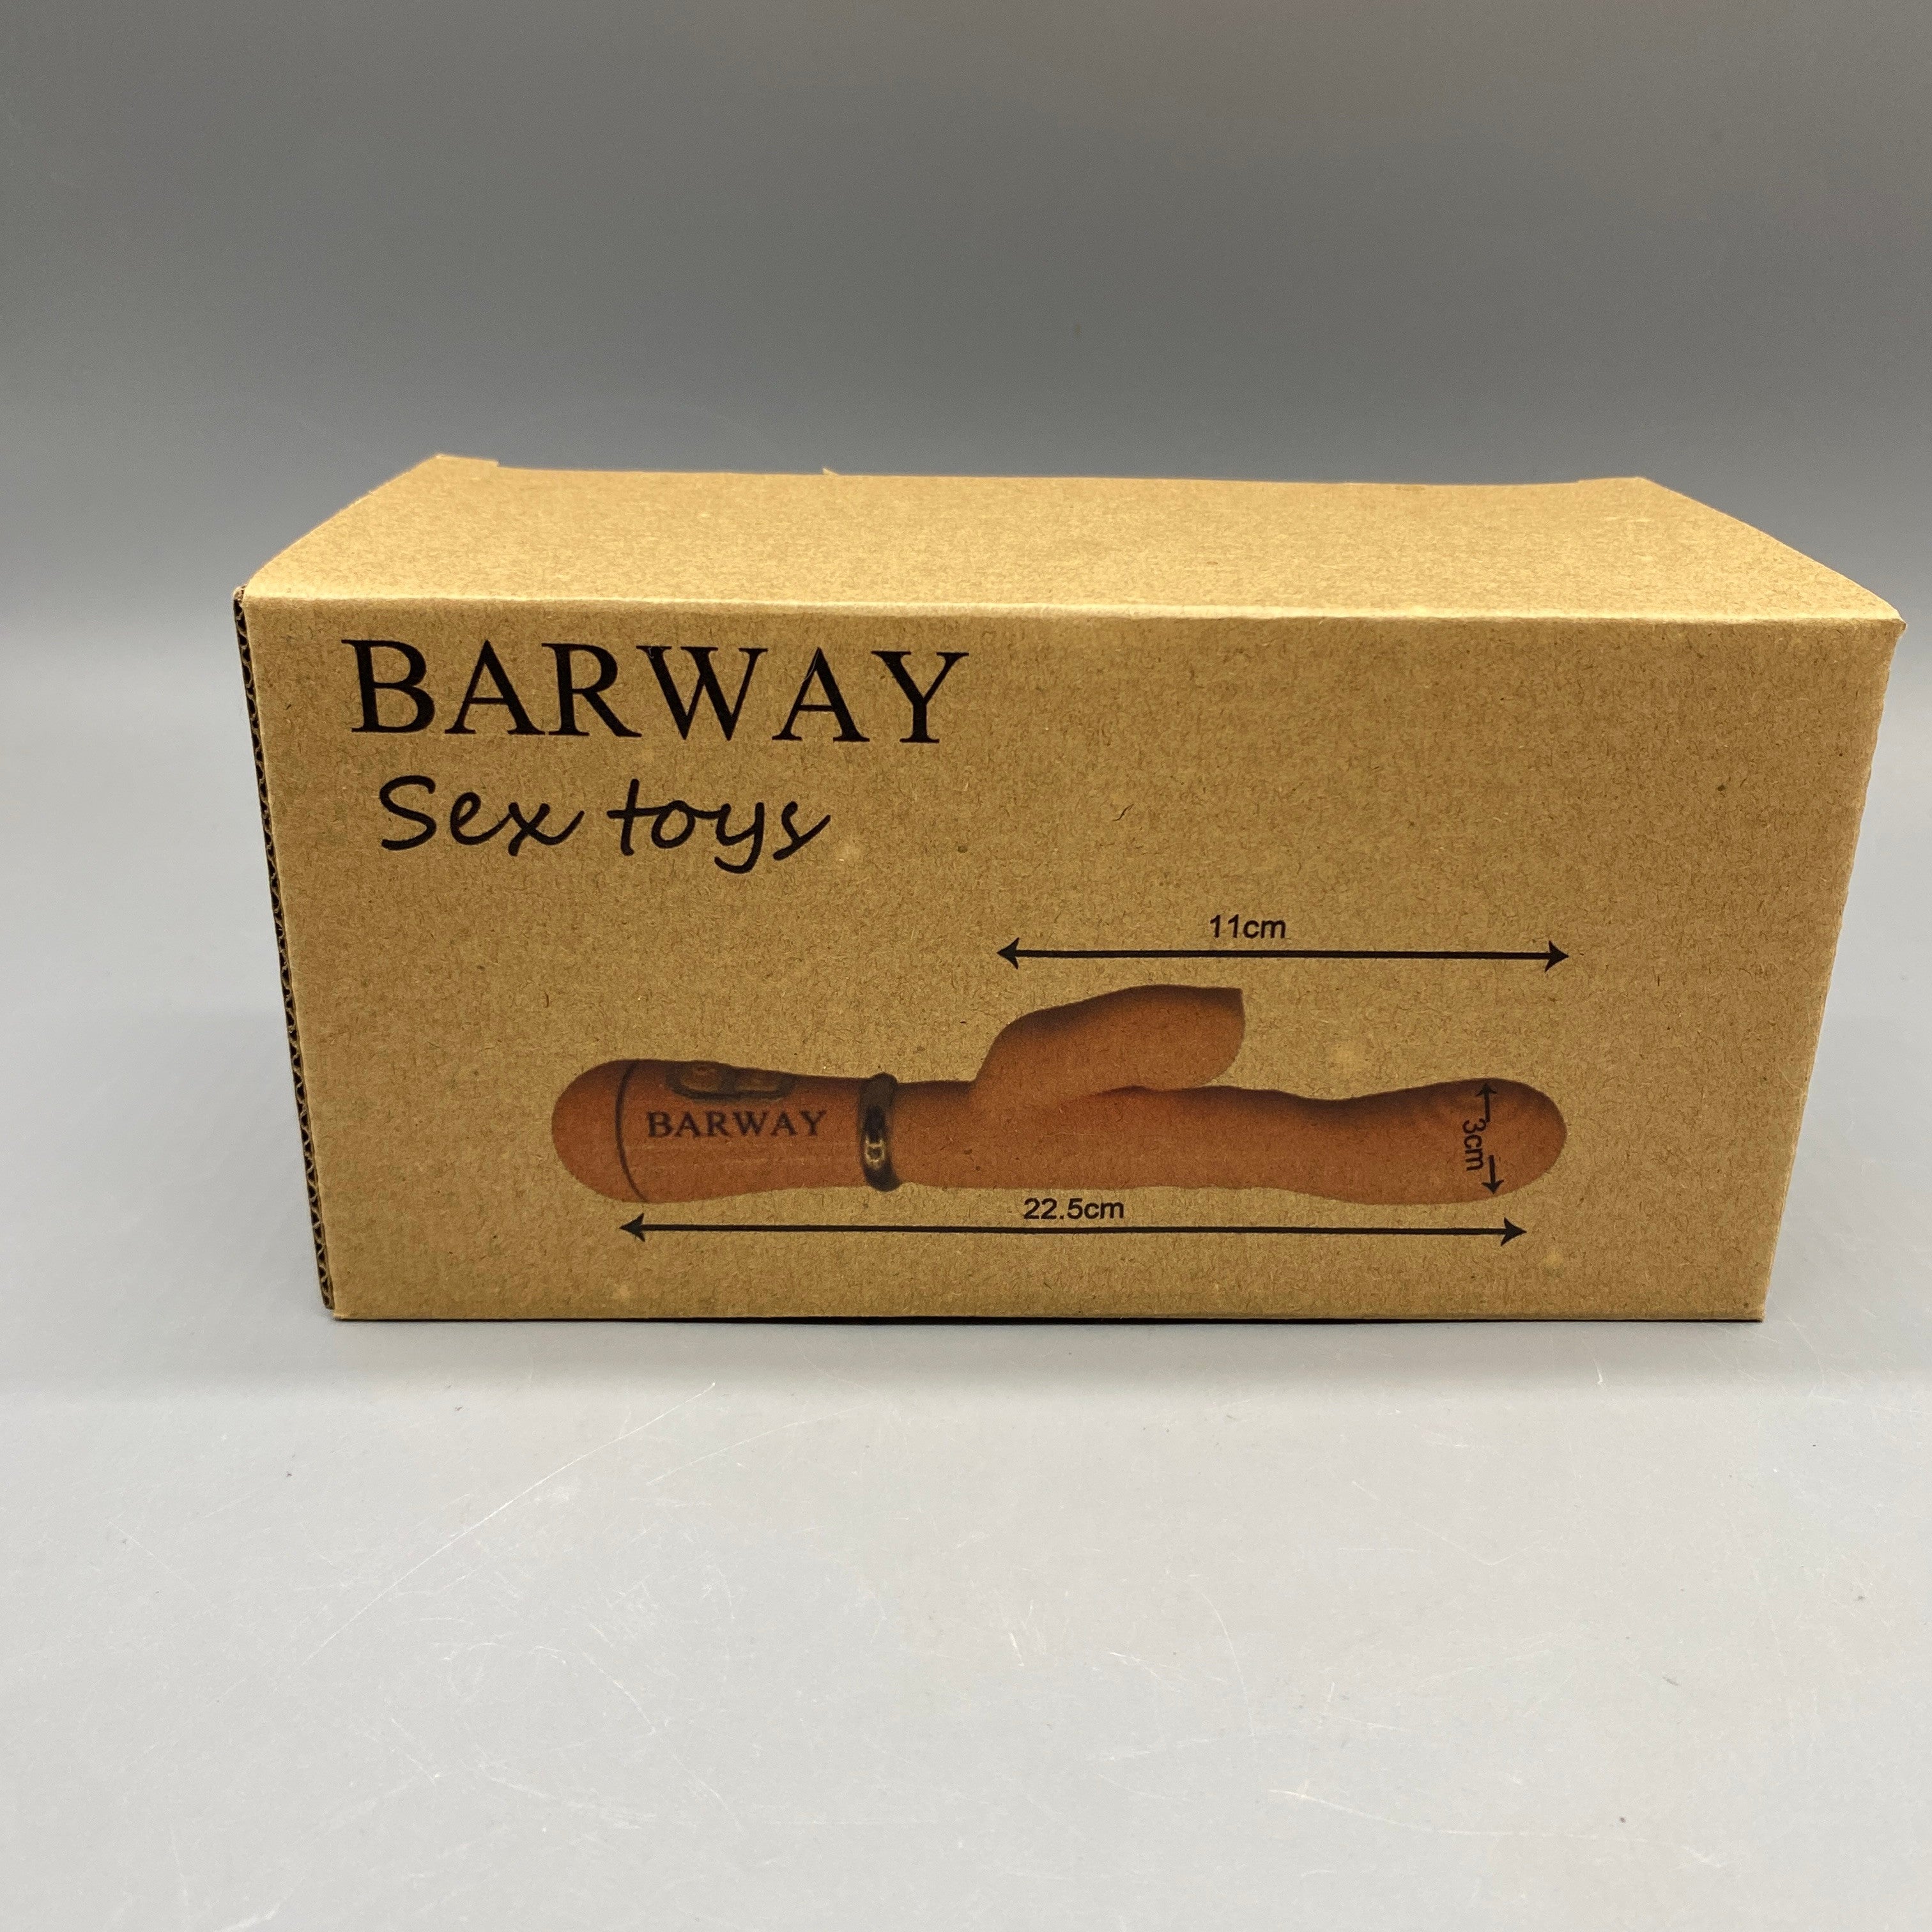 BARWAY
Sex toys
11cm
BARWAY
3cm
22.5cm